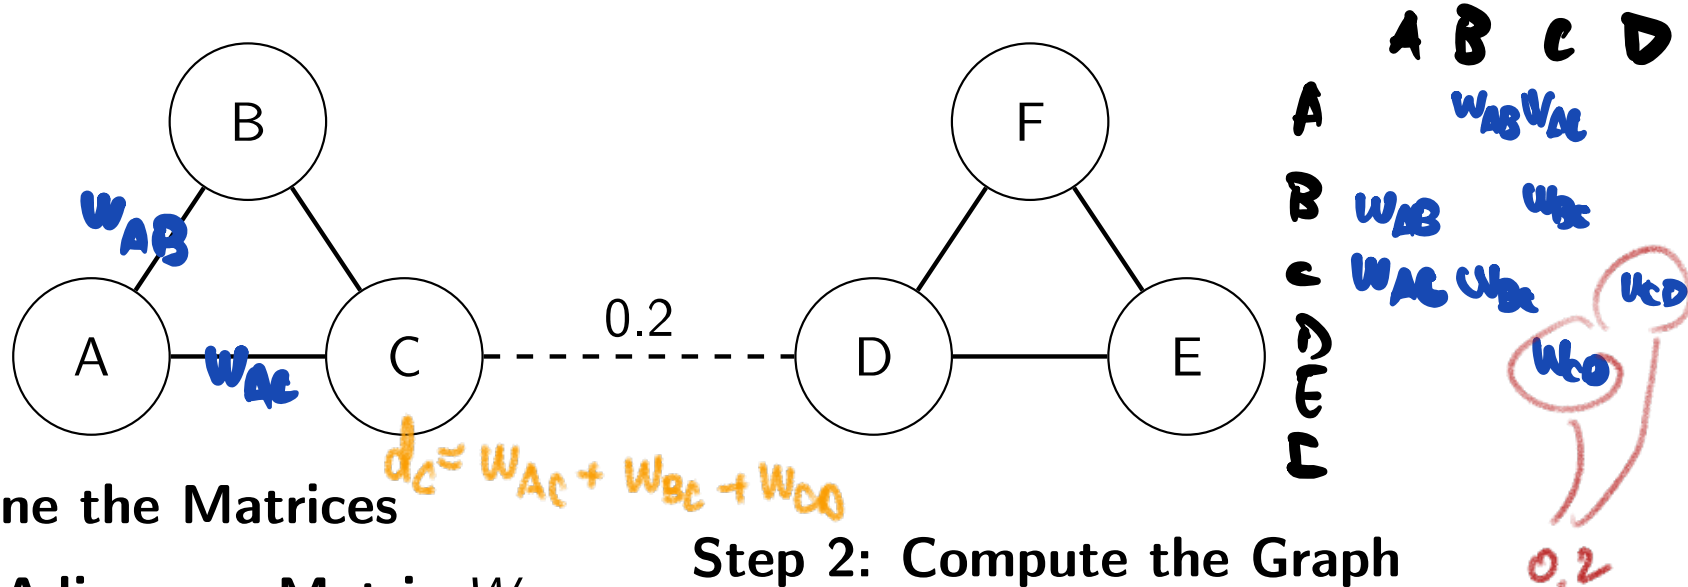 A B C D
B F
A W_AB W_AC
W_AB
B W_AB W_BC
C W_AC W_BC W_CD
0.2
A C D E
D W_CD
W_AC
E
d_C = W_AC + W_BC + W_CD
ne the Matrices
Step 2: Compute the Graph
0.2